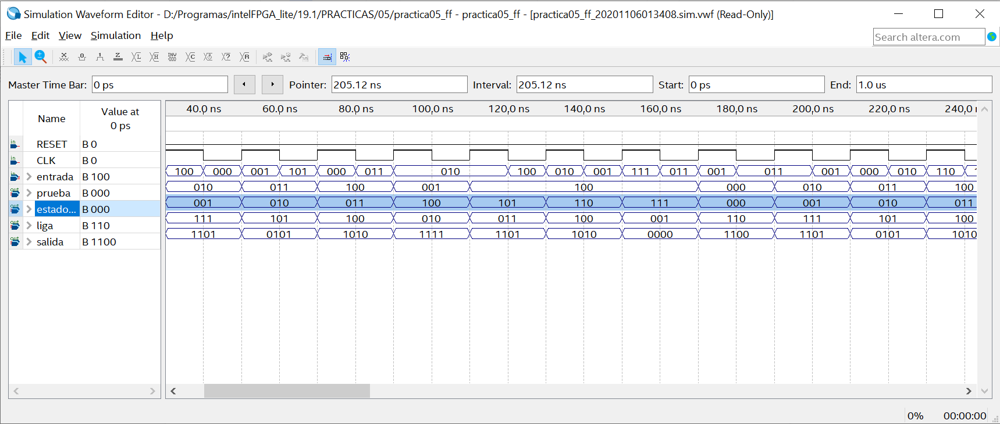 Simulation Waveform Editor - D:/Programas/intelFPGA_lite/19.1/PRACTICAS/05/practica05_ff - practica05_ff - [practica05_ff_20201106013408.sim.vwf (Read-Only)]
File Edit View Simulation Help
Search altera.com
Master Time Bar: 0 ps Pointer: 205.12 ns Interval: 205.12 ns Start: 0 ps End: 1.0 us
Name Value at 0 ps 40.0 ns 60.0 ns 80.0 ns 100,0 ns 120,0 ns 140,0 ns 160,0 ns 180,0 ns 200,0 ns 220,0 ns 240,0
RESET B 0
CLK B 0
entrada B 100 100 000 001 101 000 011 010 100 010 001 111 011 001 011 001 000 010 110
prueba B 000 010 011 100 001 100 000 010 011 100
estado... B 000 001 010 011 100 101 110 111 000 001 010 011
liga B 110 111 101 100 010 011 100 001 110 111 101 100
salida B 1100 1101 0101 1010 1111 1101 1010 0000 1100 1101 0101 1010
0% 00:00:00